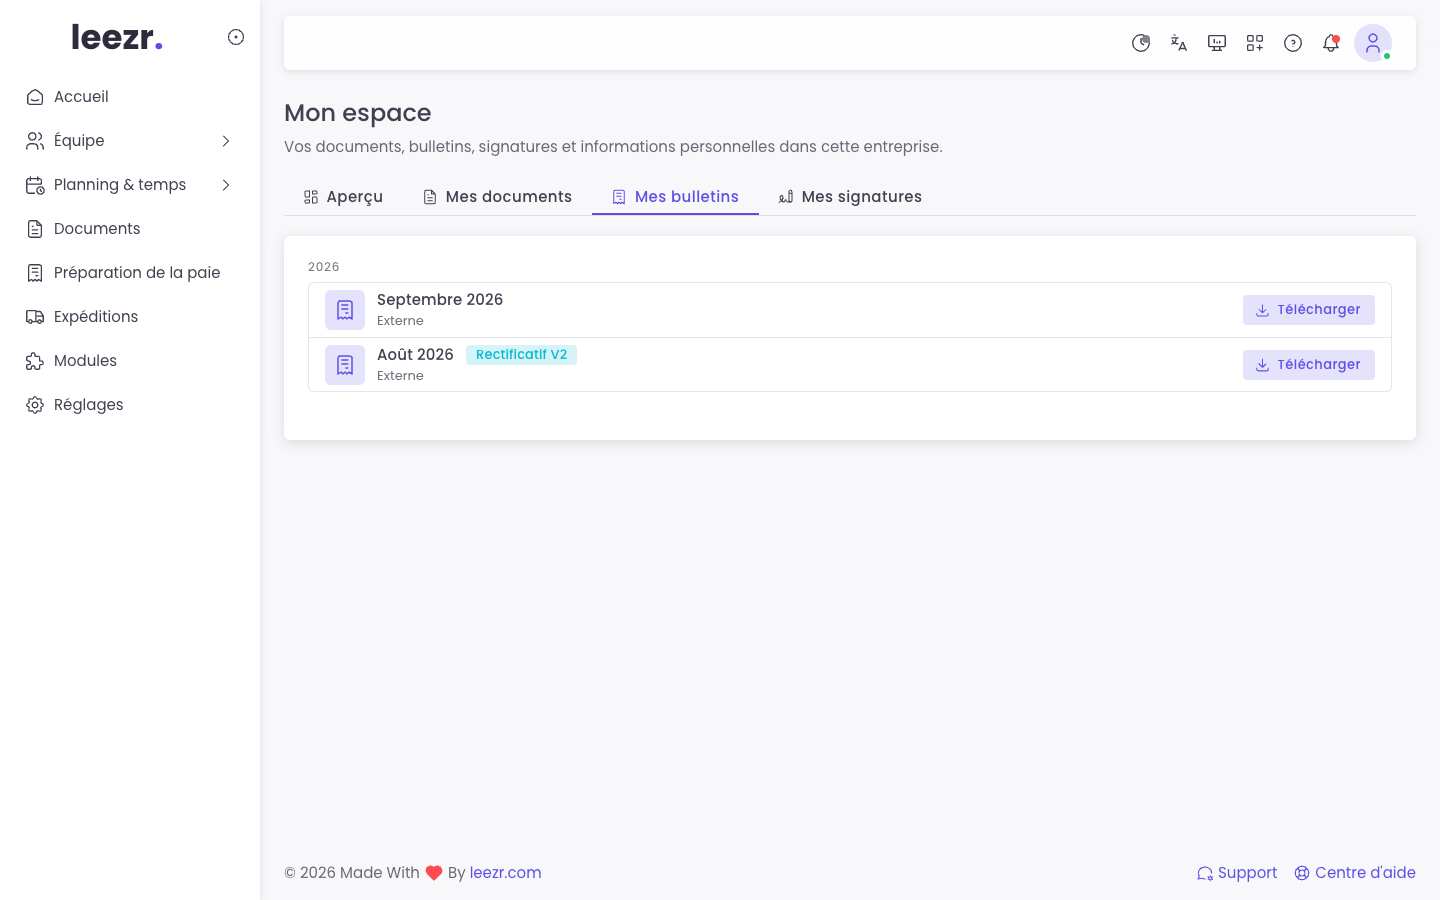 leezr.
Accueil
Équipe
Planning & temps
Documents
Préparation de la paie
Expéditions
Modules
Réglages
Mon espace
Vos documents, bulletins, signatures et informations personnelles dans cette entreprise.
Aperçu
Mes documents
Mes bulletins
Mes signatures
2026
Septembre 2026
Externe
Télécharger
Août 2026 Rectificatif V2
Externe
Télécharger
© 2026 Made With By leezr.com
Support
Centre d'aide